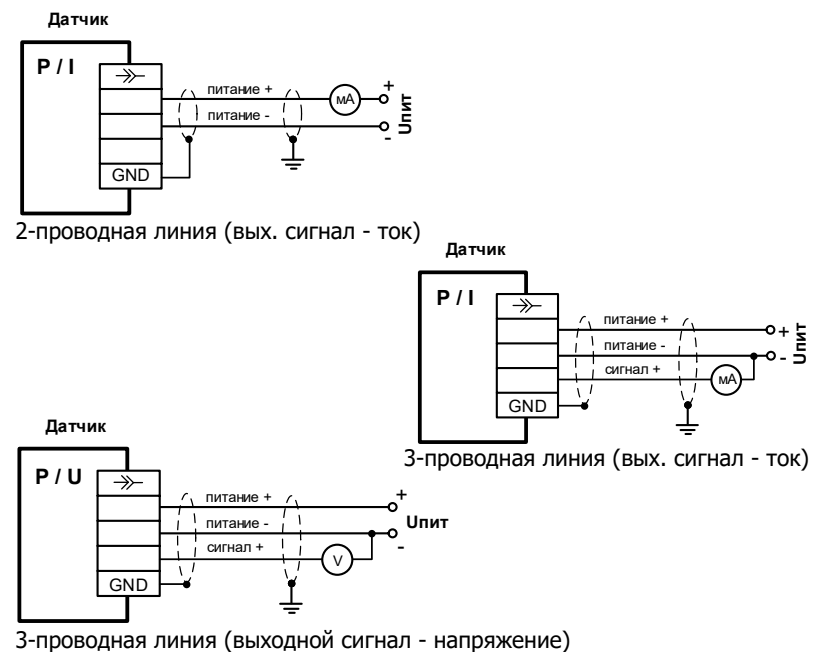 Датчик
P / I
питание +
мА
+
питание -
-
Uпит
GND
2-проводная линия (вых. сигнал - ток)
Датчик
P / I
питание +
+
питание -
-
Uпит
сигнал +
мА
GND
3-проводная линия (вых. сигнал - ток)
Датчик
P / U
питание +
+
Uпит
питание -
-
сигнал +
V
GND
3-проводная линия (выходной сигнал - напряжение)